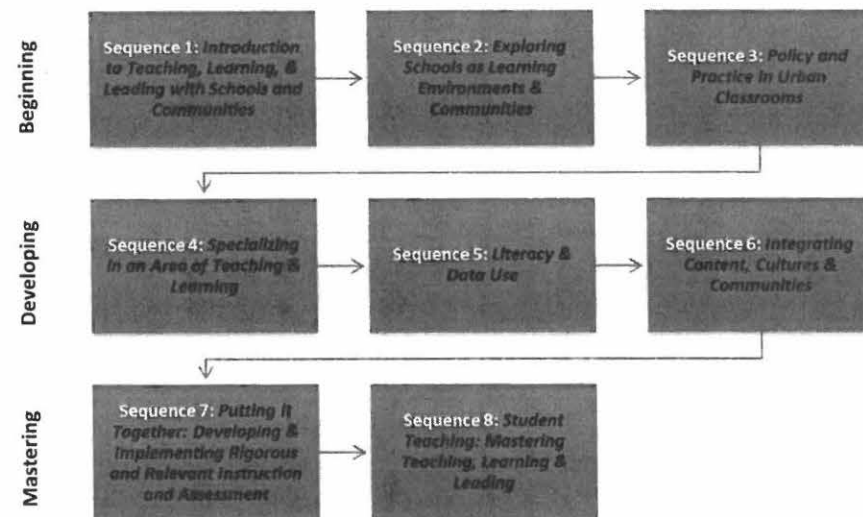 Beginning
Sequence 1: Introduction
to Teaching, Learning, &
Leading with Schools and
Communities
Sequence 2: Exploring
Schools as Learning
Environments &
Communities
Sequence 3: Policy and
Practice in Urban
Classrooms
Developing
Sequence 4: Specializing
in an Area of Teaching &
Learning
Sequence 5: Literacy &
Data Use
Sequence 6: Integrating
Content, Cultures &
Communities
Mastering
Sequence 7: Putting it
Together: Developing &
Implementing Rigorous
and Relevant Instruction
and Assessment
Sequence 8: Student
Teaching: Mastering
Teaching, Learning &
Leading